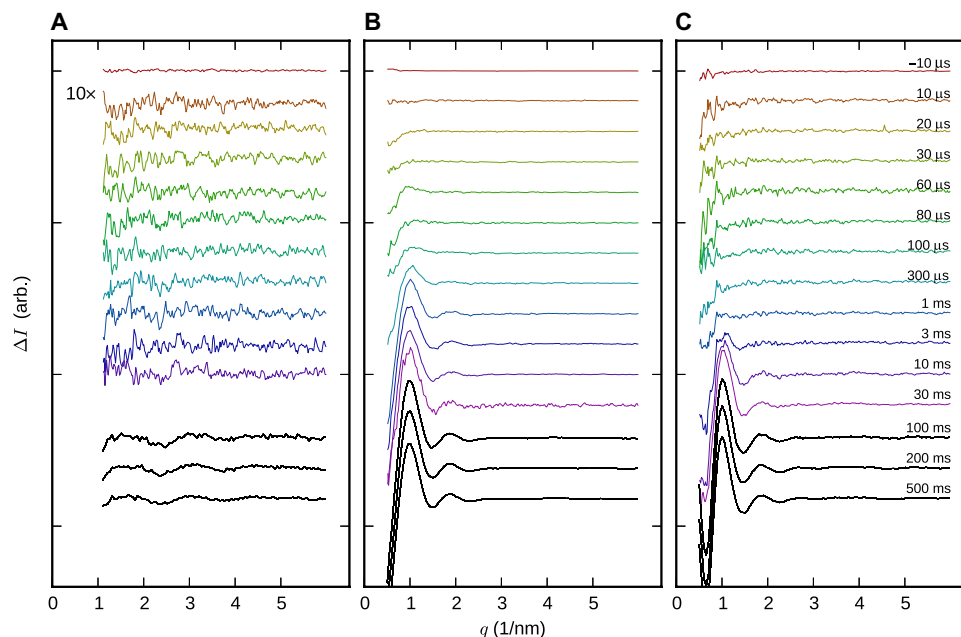 A
B
C
10×
−10 µs
10 µs
20 µs
30 µs
60 µs
80 µs
100 µs
300 µs
1 ms
3 ms
10 ms
30 ms
100 ms
200 ms
500 ms
ΔI (arb.)
0 1 2 3 4 5
0 1 2 3 4 5
0 1 2 3 4 5 6
q (1/nm)